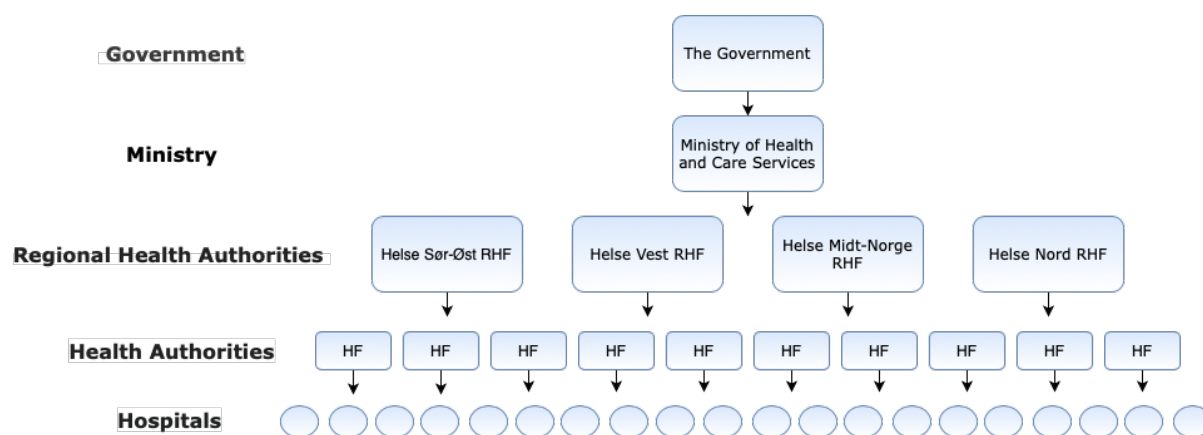 Government
The Government
Ministry
Ministry of Health
and Care Services
Regional Health Authorities
Helse Sør-Øst RHF
Helse Vest RHF
Helse Midt-Norge
RHF
Helse Nord RHF
Health Authorities
HF
HF
HF
HF
HF
HF
HF
HF
HF
HF
Hospitals